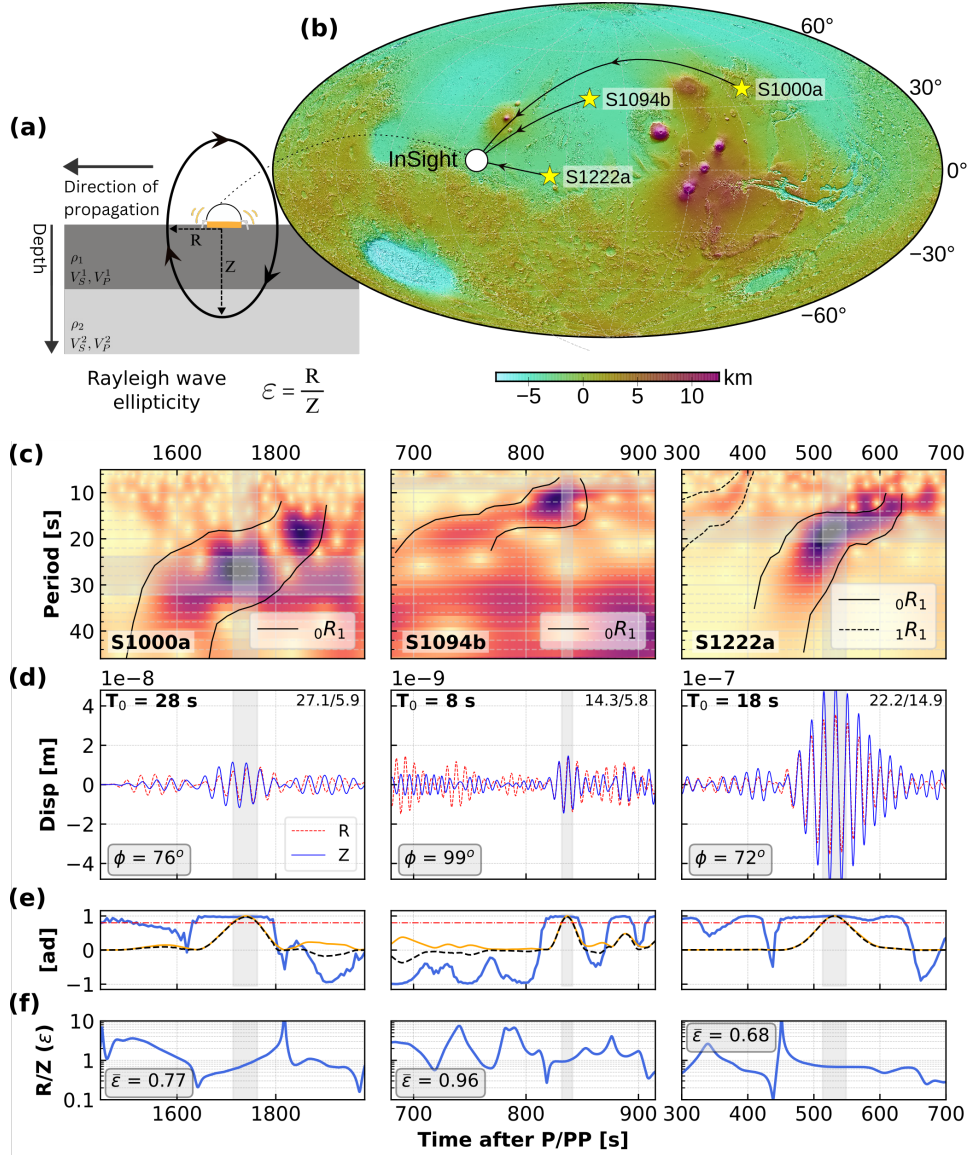 (a)
Direction of
propagation
Depth
R
Z
ρ₁
V_S^1, V_P^1
ρ₂
V_S^2, V_P^2
Rayleigh wave
ellipticity
ε = R/Z
(b)
60°
30°
0°
−30°
−60°
S1000a
S1094b
InSight
S1222a
km
−5 0 5 10
(c)
1600 1800
700 800 900
300 400 500 600 700
Period [s]
10
20
30
40
S1000a
₀R₁
S1094b
₀R₁
S1222a
₀R₁
₁R₁
(d)
1e−8
1e−9
1e−7
T₀ = 28 s
27.1/5.9
T₀ = 8 s
14.3/5.8
T₀ = 18 s
22.2/14.9
Disp [m]
4
2
0
−2
−4
R
Z
ϕ = 76°
ϕ = 99°
ϕ = 72°
(e)
[ad]
1
0
−1
(f)
R/Z (ε)
10
1
0.1
ε̄ = 0.77
ε̄ = 0.96
ε̄ = 0.68
1600 1800
700 800 900
300 400 500 600 700
Time after P/PP [s]